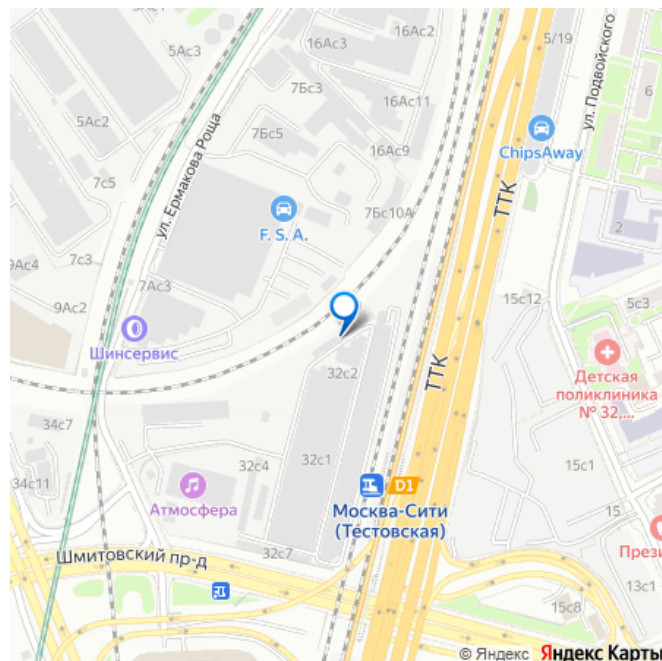 16Ас2
5Ас3
16Ас3
5/19
ул. Подвойского
6
7Бс3
5Ас2
16Ас11
7Бс5
ChipsAway
16Ас9
7с5
ул. Ермакова Роща
ТТК
F. S. A.
7Бс10А
2
9Ас4
7с3
7Ас3
15с12
5с3
9Ас2
Шинсервис
Детская
поликлиника
№ 32,...
32с2
ТТК
34с7
15с1
32с4
32с1
34с11
D1
Москва-Сити
(Тестовская)
Атмосфера
15
Прези
Шмитовский пр-д
32с7
13с1
15с8
© Яндекс Яндекс Карты